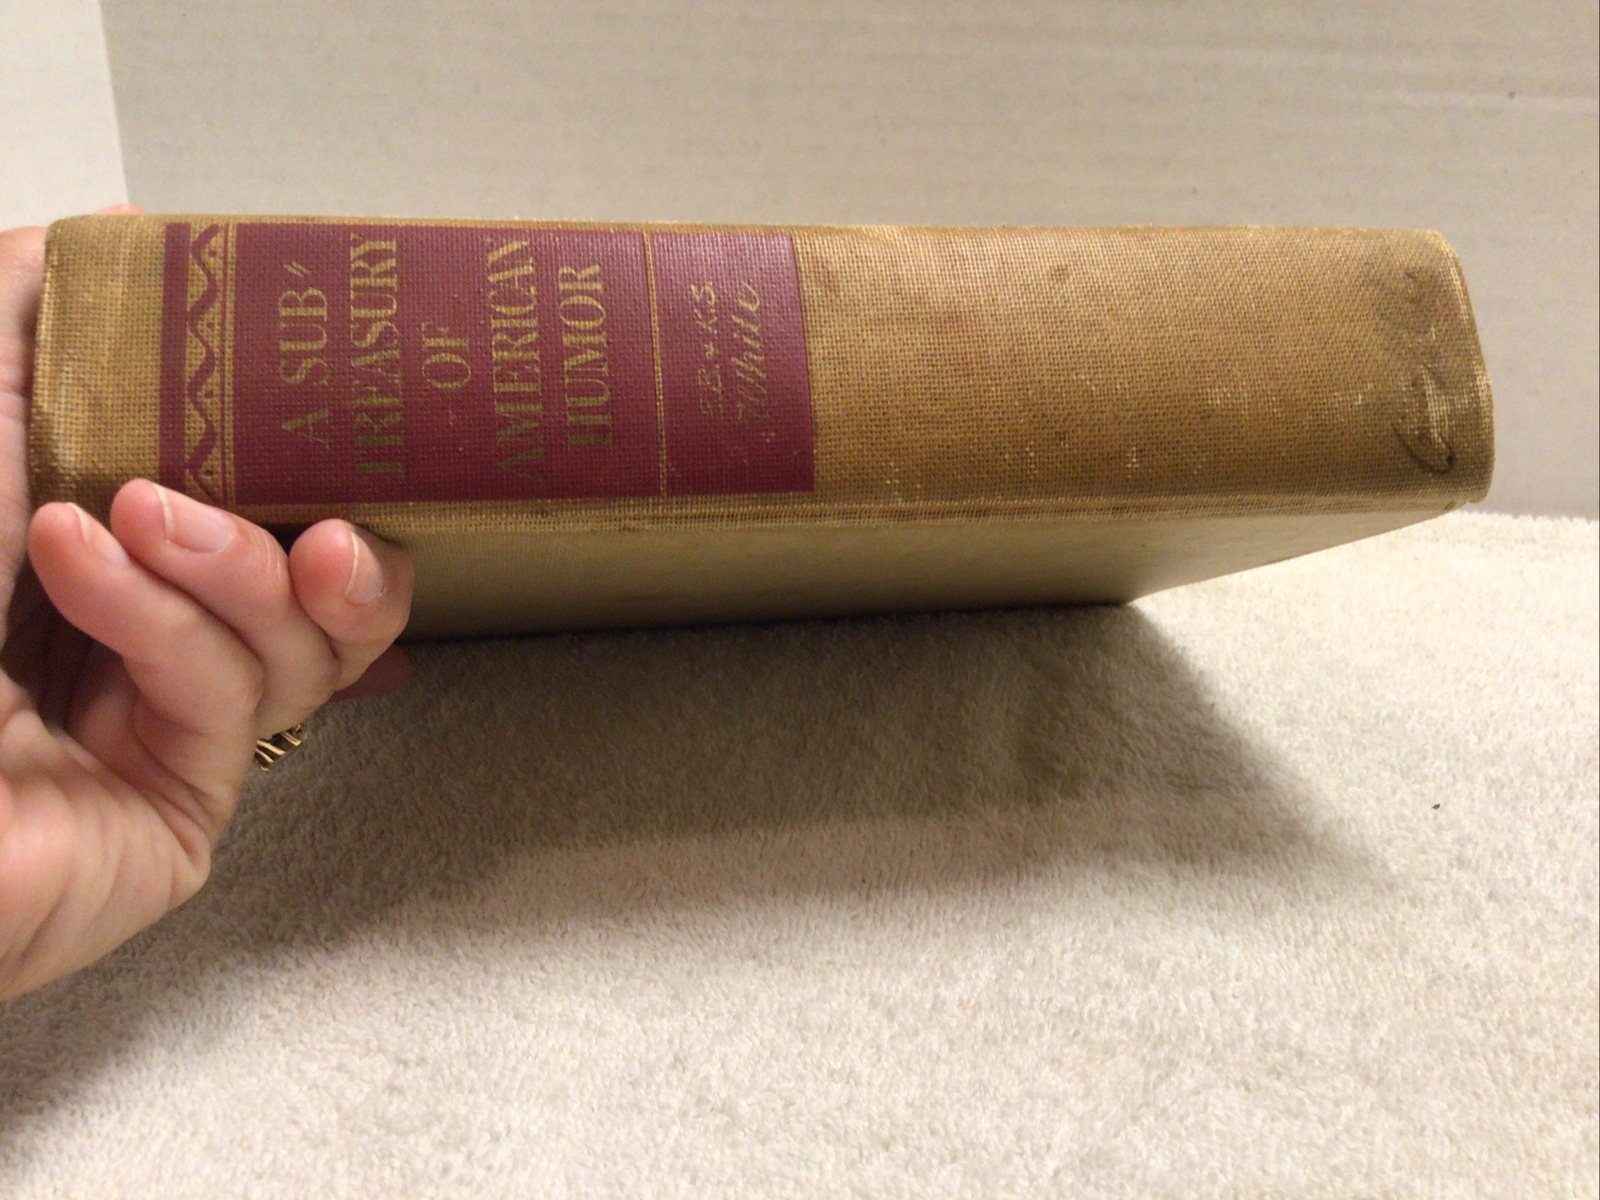 A SUB-
TREASURY
OF
AMERICAN
HUMOR
E.B. & K.S.
White